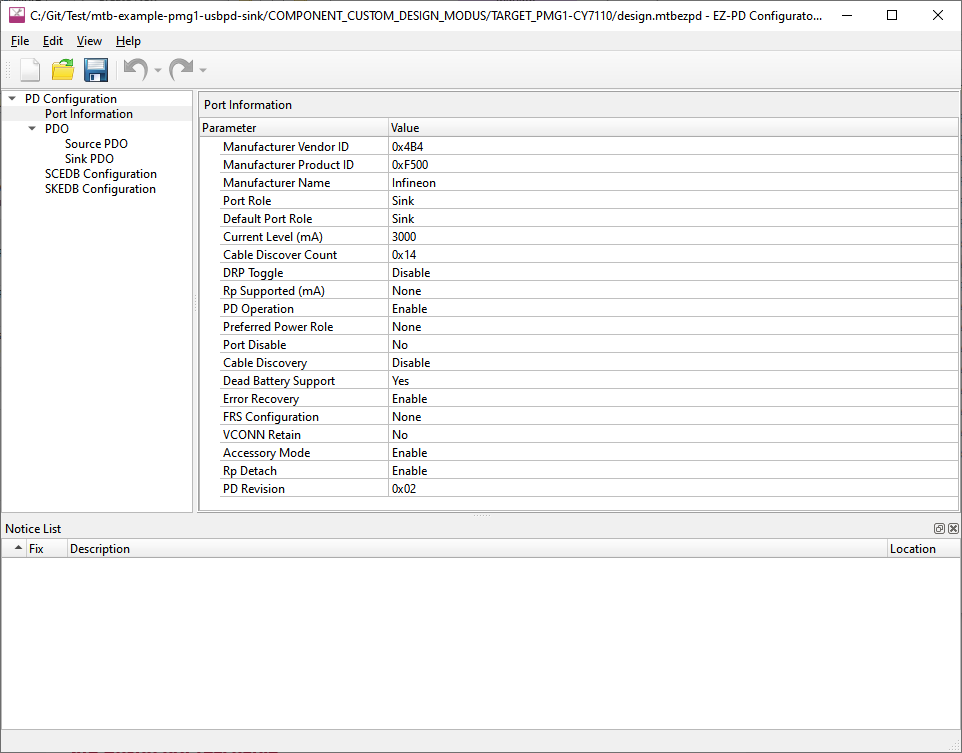 C:/Git/Test/mtb-example-pmg1-usbpd-sink/COMPONENT_CUSTOM_DESIGN_MODUS/TARGET_PMG1-CY7110/design.mtbezpd - EZ-PD Configurato...
File Edit View Help
PD Configuration
Port Information
PDO
Source PDO
Sink PDO
SCEDB Configuration
SKEDB Configuration
Port Information
Parameter Value
Manufacturer Vendor ID 0x4B4
Manufacturer Product ID 0xF500
Manufacturer Name Infineon
Port Role Sink
Default Port Role Sink
Current Level (mA) 3000
Cable Discover Count 0x14
DRP Toggle Disable
Rp Supported (mA) None
PD Operation Enable
Preferred Power Role None
Port Disable No
Cable Discovery Disable
Dead Battery Support Yes
Error Recovery Enable
FRS Configuration None
VCONN Retain No
Accessory Mode Enable
Rp Detach Enable
PD Revision 0x02
Notice List
Fix Description Location